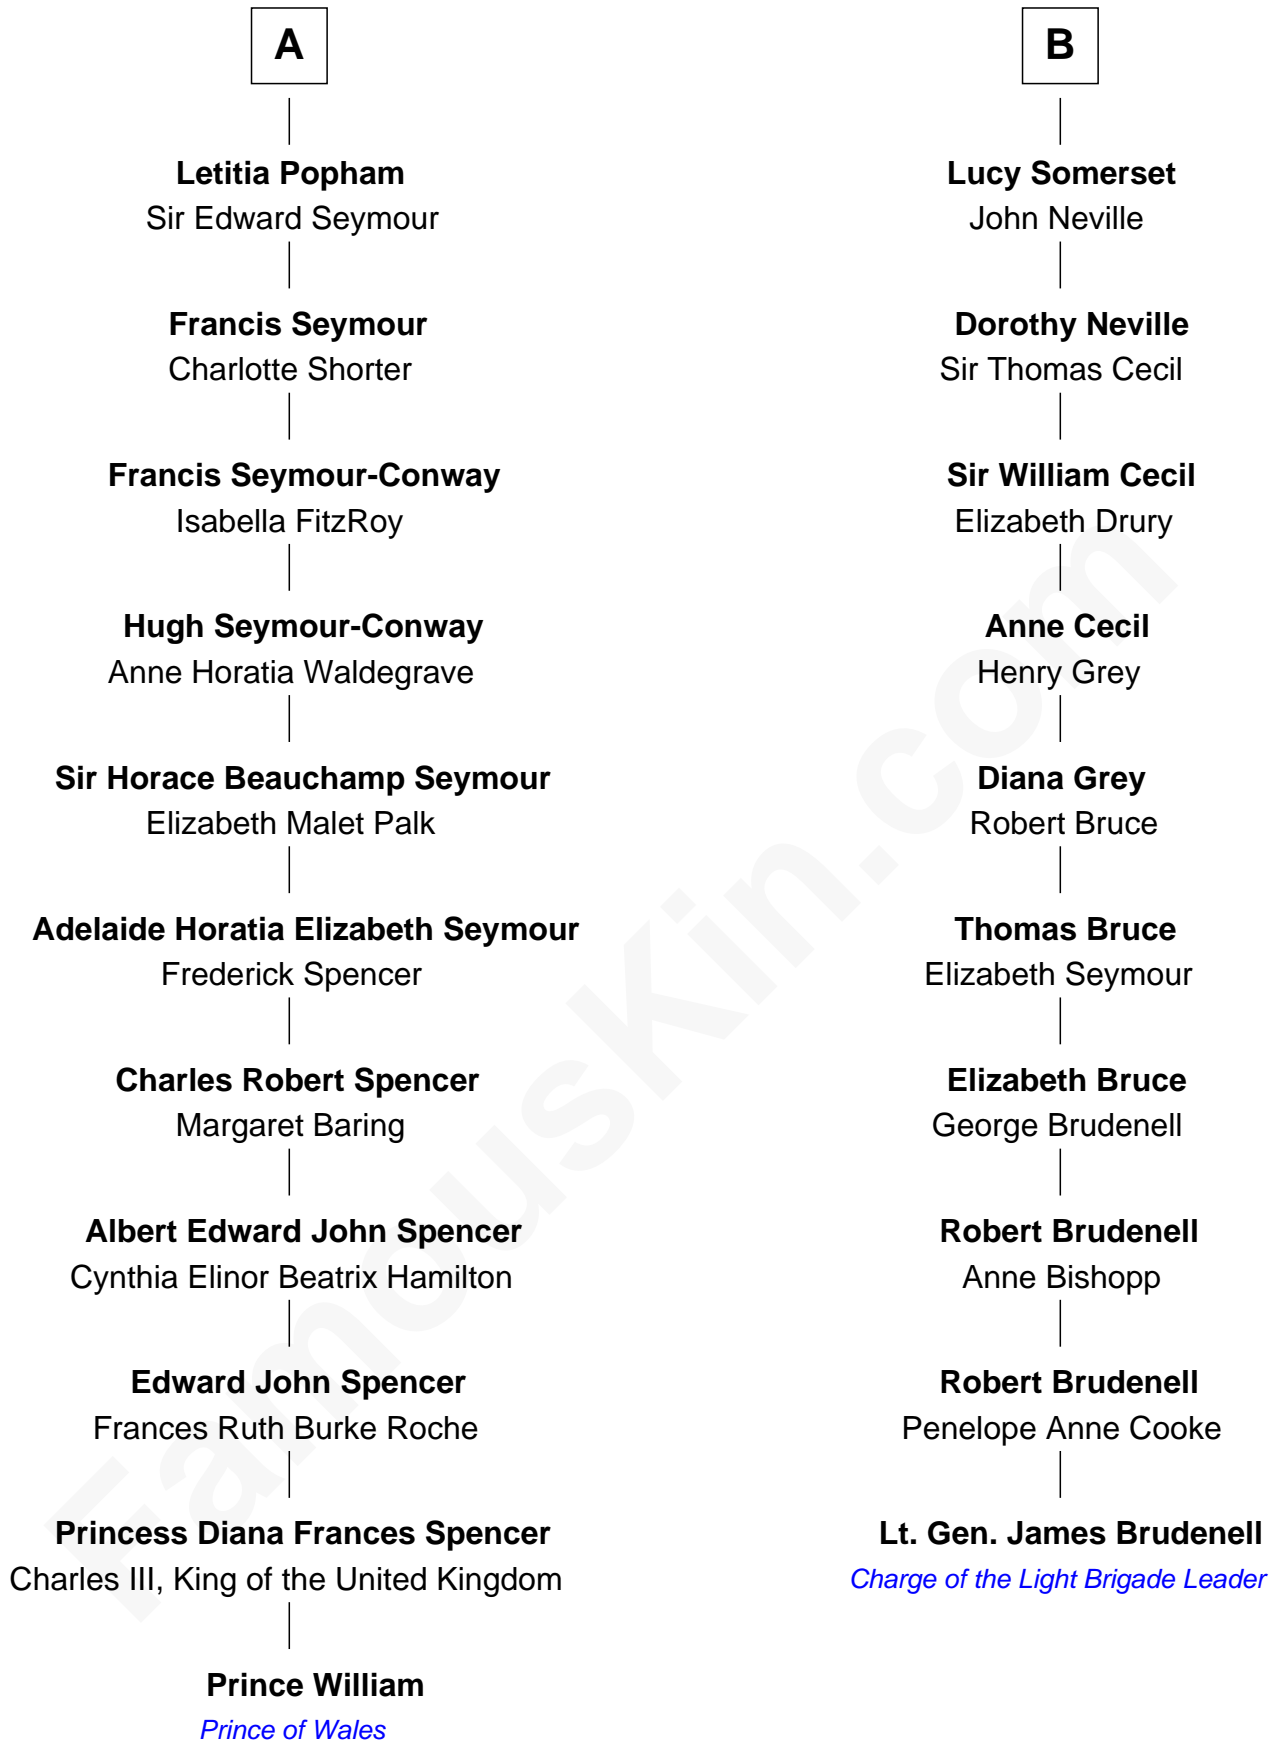 A
Letitia Popham
Sir Edward Seymour
Francis Seymour
Charlotte Shorter
Francis Seymour-Conway
Isabella FitzRoy
Hugh Seymour-Conway
Anne Horatia Waldegrave
Sir Horace Beauchamp Seymour
Elizabeth Malet Palk
Adelaide Horatia Elizabeth Seymour
Frederick Spencer
Charles Robert Spencer
Margaret Baring
Albert Edward John Spencer
Cynthia Elinor Beatrix Hamilton
Edward John Spencer
Frances Ruth Burke Roche
Princess Diana Frances Spencer
Charles III, King of the United Kingdom
Prince William
Prince of Wales
B
Lucy Somerset
John Neville
Dorothy Neville
Sir Thomas Cecil
Sir William Cecil
Elizabeth Drury
Anne Cecil
Henry Grey
Diana Grey
Robert Bruce
Thomas Bruce
Elizabeth Seymour
Elizabeth Bruce
George Brudenell
Robert Brudenell
Anne Bishopp
Robert Brudenell
Penelope Anne Cooke
Lt. Gen. James Brudenell
Charge of the Light Brigade Leader
FamousKin.com